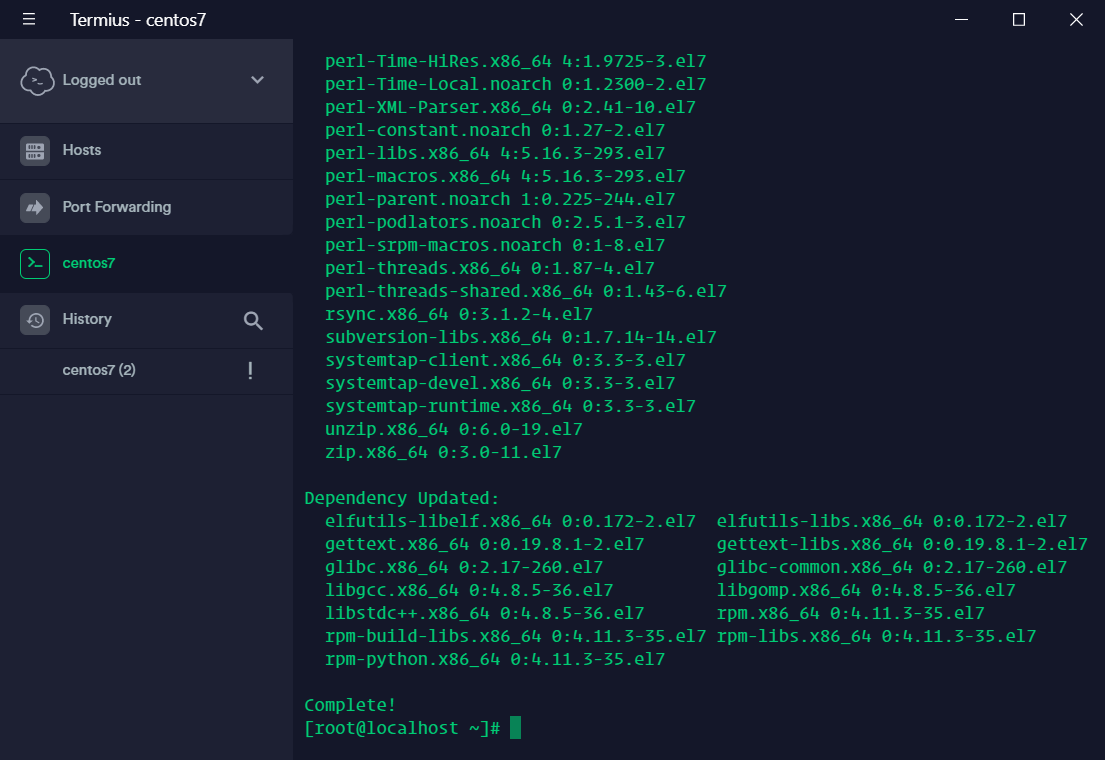 Termius - centos7
Logged out
Hosts
Port Forwarding
centos7
History
centos7 (2)
perl-Time-HiRes.x86_64 4:1.9725-3.el7
perl-Time-Local.noarch 0:1.2300-2.el7
perl-XML-Parser.x86_64 0:2.41-10.el7
perl-constant.noarch 0:1.27-2.el7
perl-libs.x86_64 4:5.16.3-293.el7
perl-macros.x86_64 4:5.16.3-293.el7
perl-parent.noarch 1:0.225-244.el7
perl-podlators.noarch 0:2.5.1-3.el7
perl-srpm-macros.noarch 0:1-8.el7
perl-threads.x86_64 0:1.87-4.el7
perl-threads-shared.x86_64 0:1.43-6.el7
rsync.x86_64 0:3.1.2-4.el7
subversion-libs.x86_64 0:1.7.14-14.el7
systemtap-client.x86_64 0:3.3-3.el7
systemtap-devel.x86_64 0:3.3-3.el7
systemtap-runtime.x86_64 0:3.3-3.el7
unzip.x86_64 0:6.0-19.el7
zip.x86_64 0:3.0-11.el7
Dependency Updated:
elfutils-libelf.x86_64 0:0.172-2.el7 elfutils-libs.x86_64 0:0.172-2.el7
gettext.x86_64 0:0.19.8.1-2.el7 gettext-libs.x86_64 0:0.19.8.1-2.el7
glibc.x86_64 0:2.17-260.el7 glibc-common.x86_64 0:2.17-260.el7
libgcc.x86_64 0:4.8.5-36.el7 libgomp.x86_64 0:4.8.5-36.el7
libstdc++.x86_64 0:4.8.5-36.el7 rpm.x86_64 0:4.11.3-35.el7
rpm-build-libs.x86_64 0:4.11.3-35.el7 rpm-libs.x86_64 0:4.11.3-35.el7
rpm-python.x86_64 0:4.11.3-35.el7
Complete!
[root@localhost ~]#